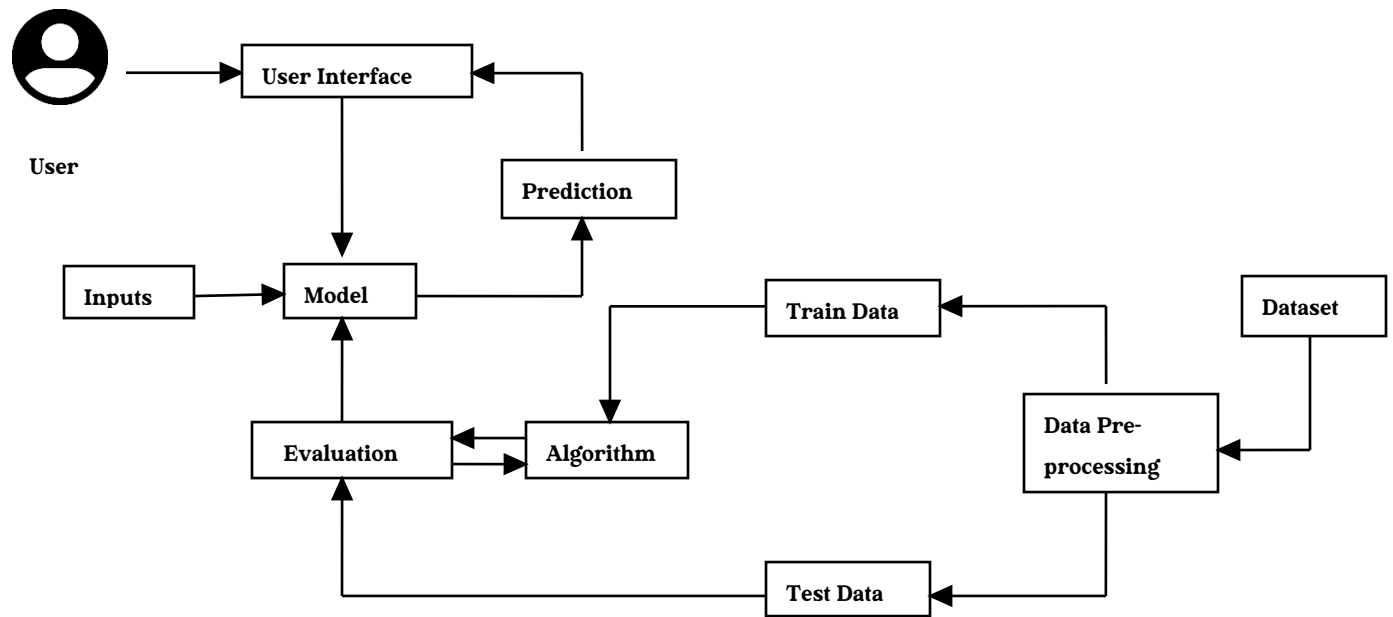 User Interface
User
Prediction
Inputs
Model
Train Data
Dataset
Evaluation
Algorithm
Data Pre-
processing
Test Data